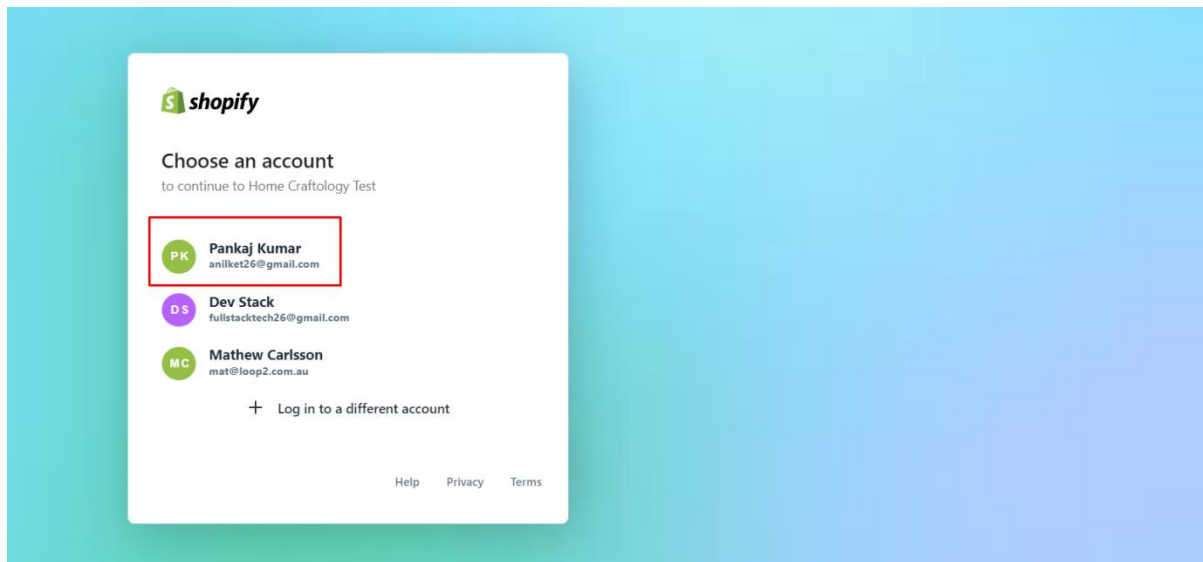 shopify
Choose an account
to continue to Home Craftology Test
PK
Pankaj Kumar
anilket26@gmail.com
DS
Dev Stack
fullstacktech26@gmail.com
MC
Mathew Carlsson
mat@loop2.com.au
+ Log in to a different account
Help Privacy Terms